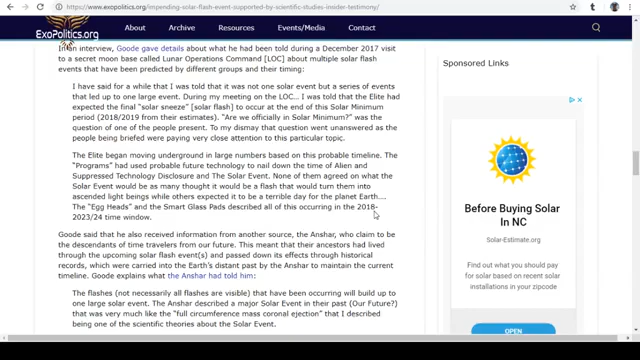 https://www.exopolitics.org/impending-solar-flash-event-supported-by-scientific-studies-insider-testimony/
ExoPolitics.org
About
Archive
Resources
Events/Media
Contact
In an interview, Goode gave details about what he had been told during a December 2017 visit
to a secret moon base called Lunar Operations Command [LOC] about multiple solar flash
events that have been predicted by different groups and their timing:
I have said for a while that I was told that it was not one solar event but a series of events
that led up to one large event. During my meeting on the LOC... I was told that the Elite had
expected the final "solar sneeze" [solar flash] to occur at the end of this Solar Minimum
period (2018/2019 from their estimates). "Are we officially in Solar Minimum?" was the
question of one of the people present. To my dismay that question went unanswered as the
people being briefed were paying very close attention to this particular topic.
The Elite began moving underground in large numbers based on this probable timeline. The
"Programs" had used probable future technology to nail down the time of Alien and
Suppressed Technology Disclosure and The Solar Event. None of them agreed on what the
Solar Event would be as many thought it would be a flash that would turn them into
ascended light beings while others expected it to be a terrible day for the planet Earth....
The "Egg Heads" and the Smart Glass Pads described all of this occurring in the 2018-
2023/24 time window.
Goode said that he also received information from another source, the Anshar, who claim to be
the descendants of time travelers from our future. This meant that their ancestors had lived
through the upcoming solar flash event(s) and passed down its effects through historical
records, which were carried into the Earth's distant past by the Anshar to maintain the current
timeline. Goode explains what the Anshar had told him:
The flashes (not necessarily all flashes are visible) that have been occurring will build up to
one large solar event. The Anshar described a major Solar Event in their past (Our Future?)
that was very much like the "full circumference mass coronal ejection" that I described
being one of the scientific theories about the Solar Event.
Sponsored Links
Before Buying Solar
In NC
Solar-Estimate.org
Find out what you should pay
for solar based on recent solar
installations in your zipcode
OPEN